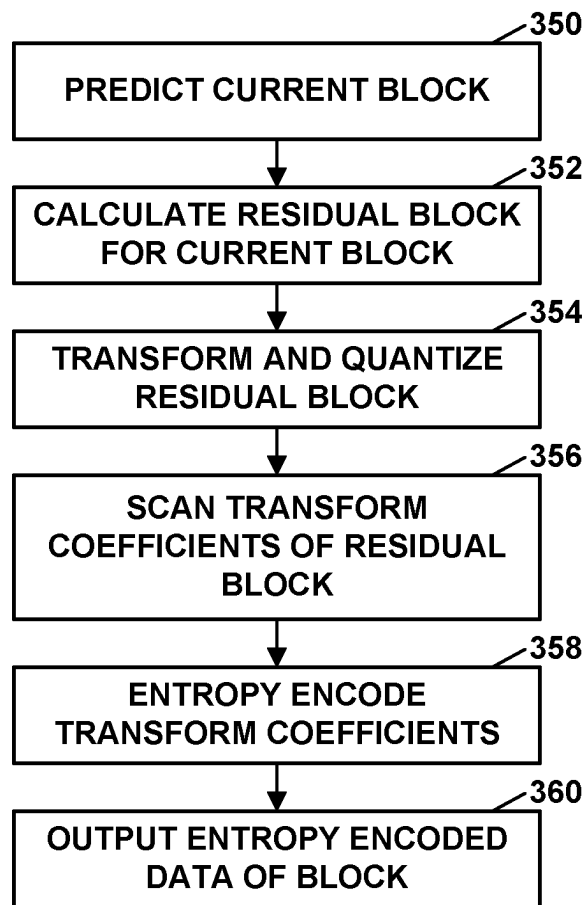 350
PREDICT CURRENT BLOCK
352
CALCULATE RESIDUAL BLOCK
FOR CURRENT BLOCK
354
TRANSFORM AND QUANTIZE
RESIDUAL BLOCK
356
SCAN TRANSFORM
COEFFICIENTS OF RESIDUAL
BLOCK
358
ENTROPY ENCODE
TRANSFORM COEFFICIENTS
360
OUTPUT ENTROPY ENCODED
DATA OF BLOCK